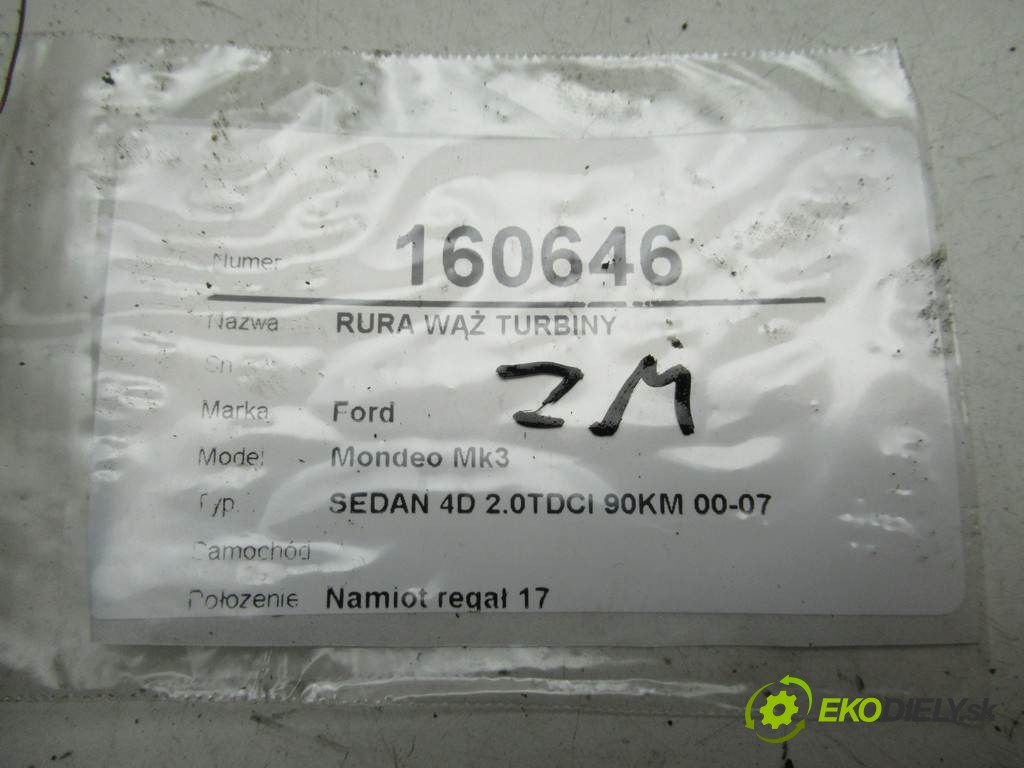 Numer 160646
Nazwa RURA WĄŻ TURBINY
ZM
Marka Ford
Model Mondeo Mk3
Typ SEDAN 4D 2.0TDCI 90KM 00-07
Samochód
Położenie Namiot regał 17
EKODIELY.sk